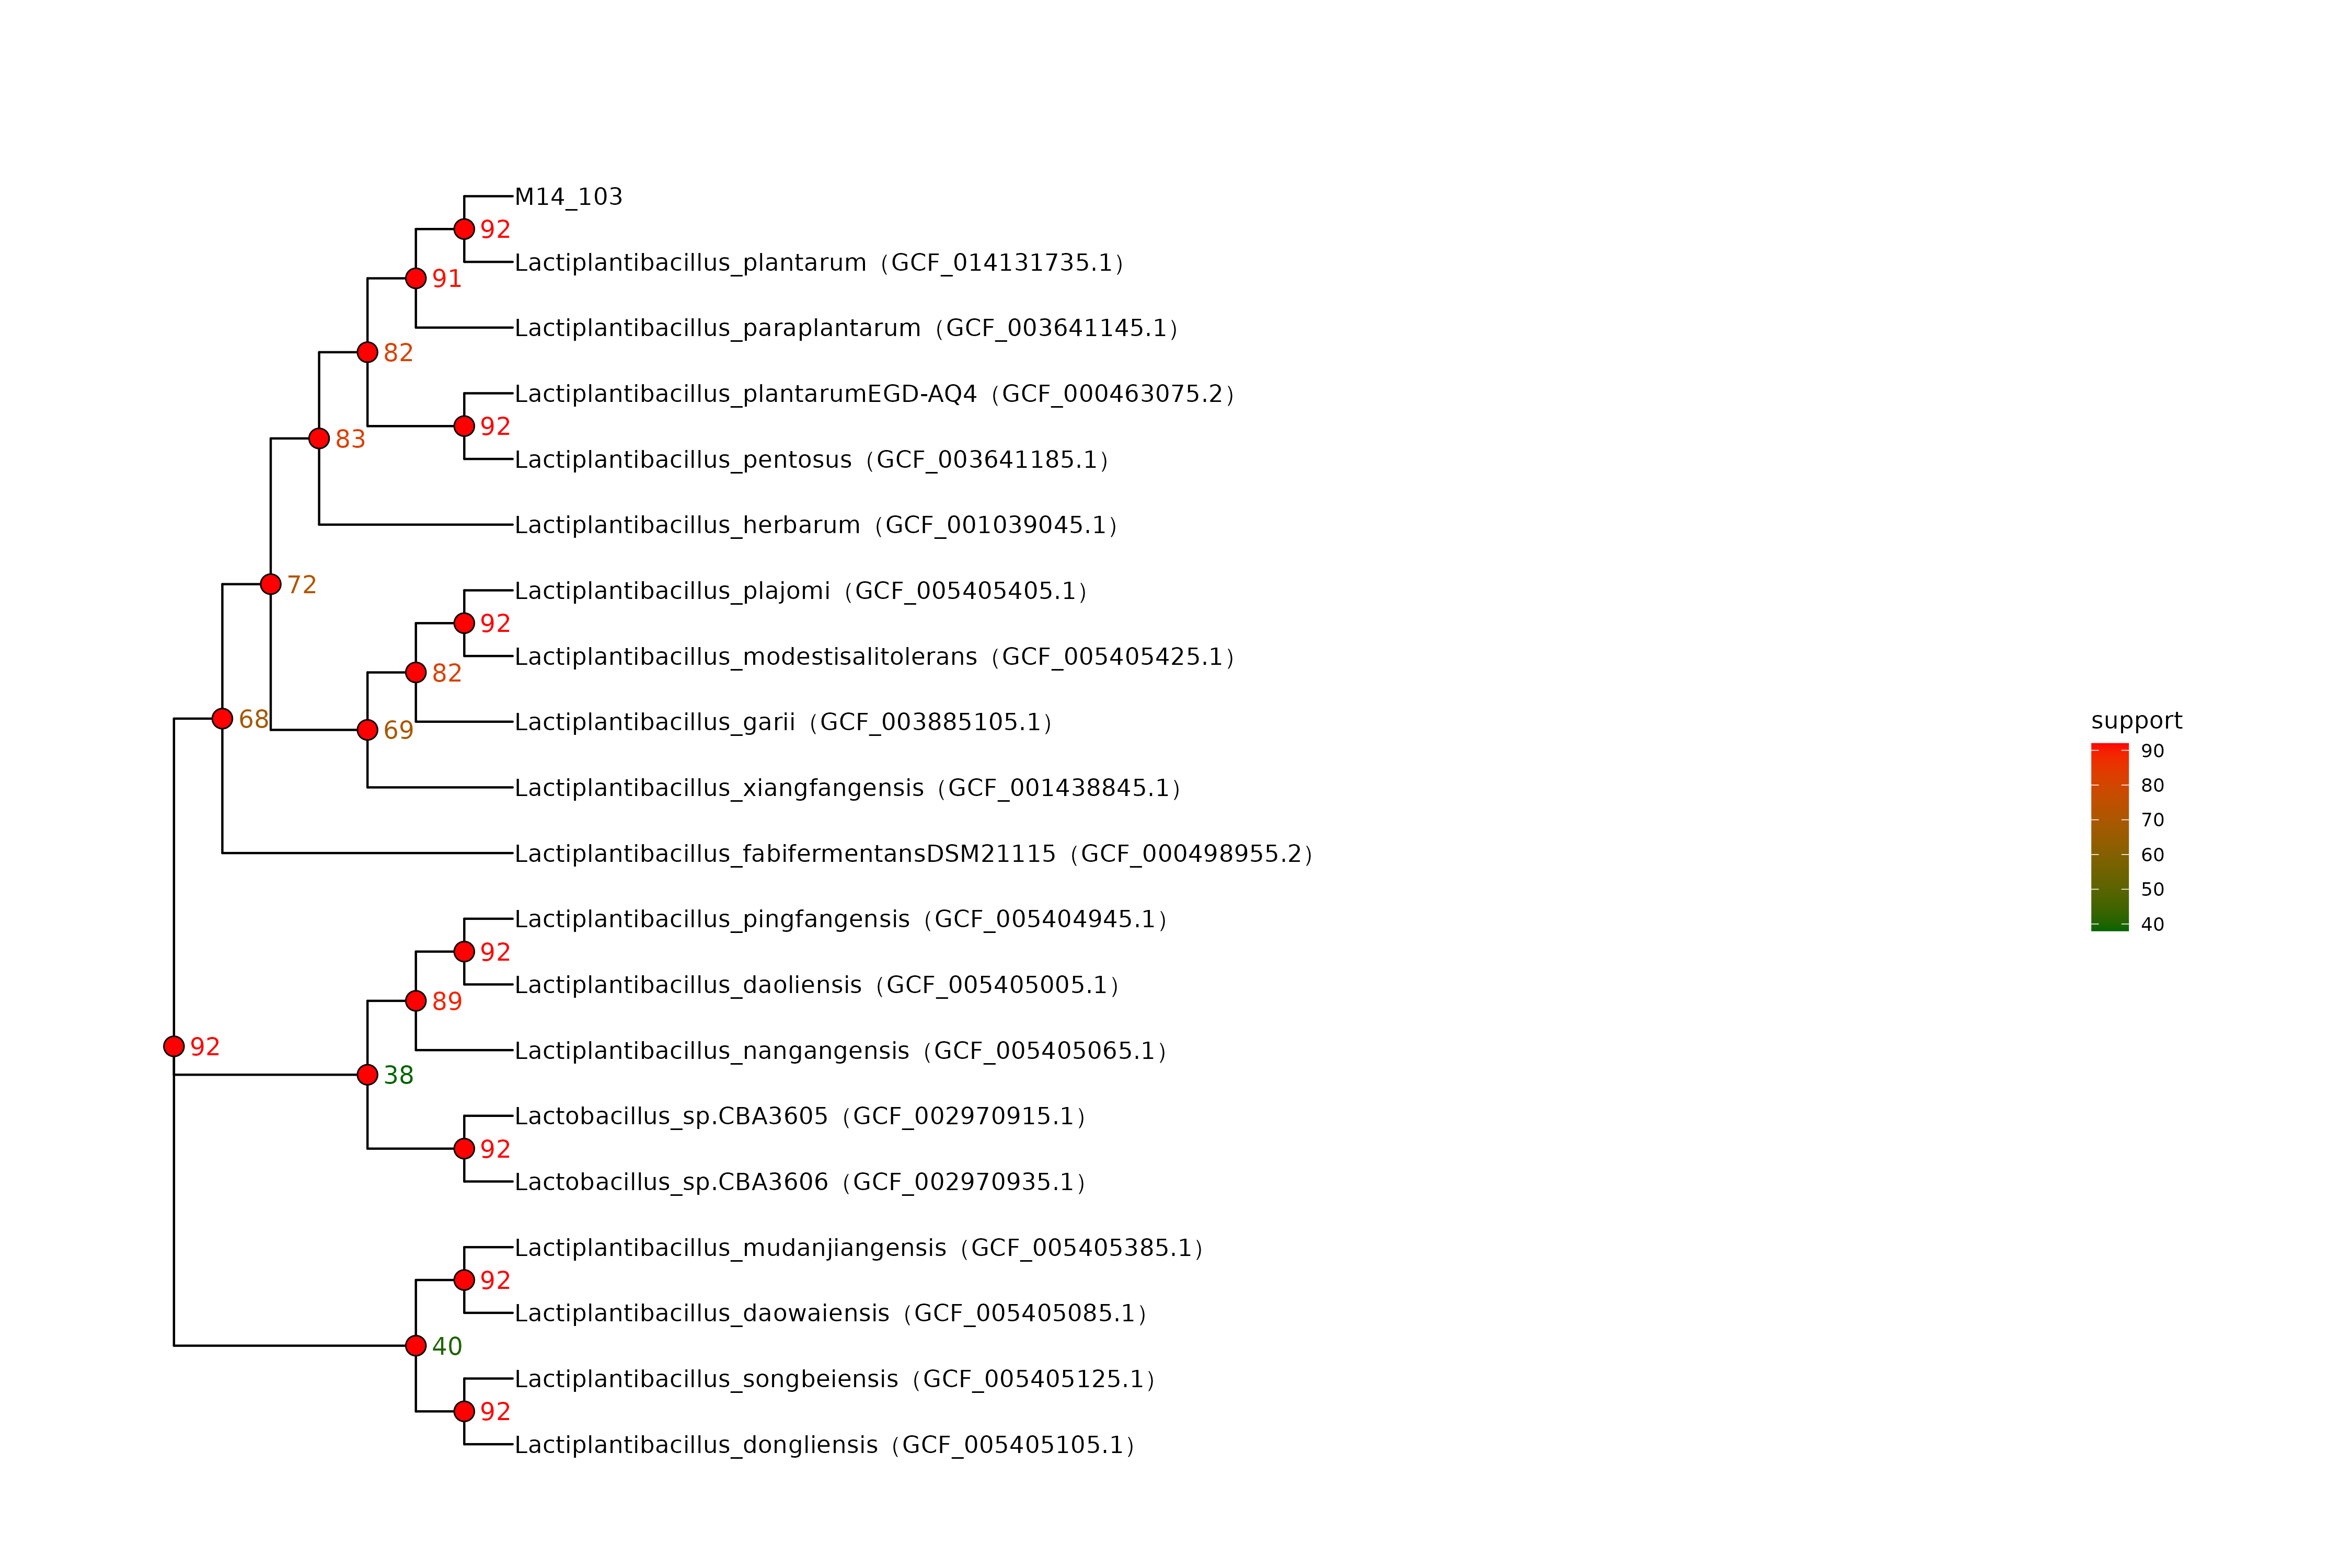 M14_103
92
Lactiplantibacillus_plantarum（GCF_014131735.1）
91
Lactiplantibacillus_paraplantarum（GCF_003641145.1）
82
Lactiplantibacillus_plantarumEGD-AQ4（GCF_000463075.2）
92
83
Lactiplantibacillus_pentosus（GCF_003641185.1）
Lactiplantibacillus_herbarum（GCF_001039045.1）
72
Lactiplantibacillus_plajomi（GCF_005405405.1）
92
Lactiplantibacillus_modestisalitolerans（GCF_005405425.1）
82
68
Lactiplantibacillus_garii（GCF_003885105.1）
69
Lactiplantibacillus_xiangfangensis（GCF_001438845.1）
Lactiplantibacillus_fabifermentansDSM21115（GCF_000498955.2）
Lactiplantibacillus_pingfangensis（GCF_005404945.1）
92
Lactiplantibacillus_daoliensis（GCF_005405005.1）
89
92
Lactiplantibacillus_nangangensis（GCF_005405065.1）
38
Lactobacillus_sp.CBA3605（GCF_002970915.1）
92
Lactobacillus_sp.CBA3606（GCF_002970935.1）
Lactiplantibacillus_mudanjiangensis（GCF_005405385.1）
92
Lactiplantibacillus_daowaiensis（GCF_005405085.1）
40
Lactiplantibacillus_songbeiensis（GCF_005405125.1）
92
Lactiplantibacillus_dongliensis（GCF_005405105.1）
support
90
80
70
60
50
40